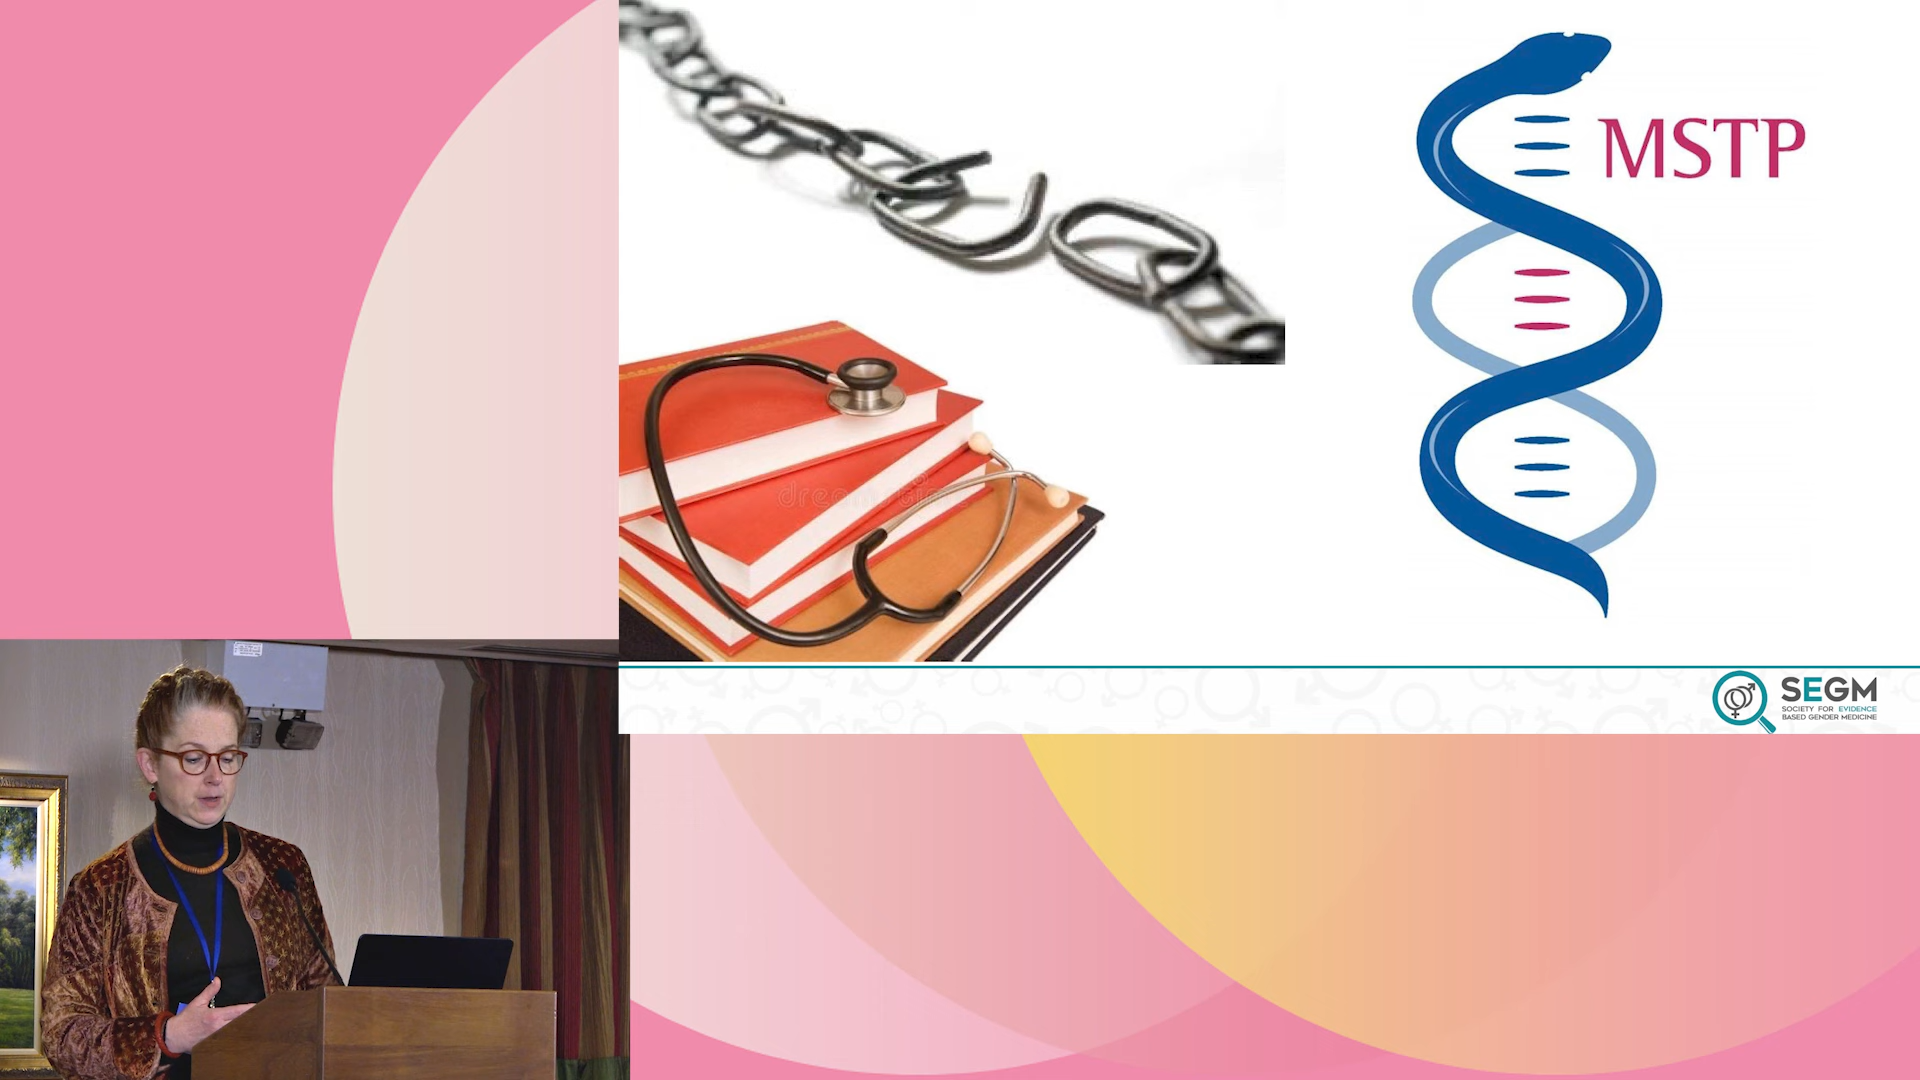 MSTP
SEGM
SOCIETY FOR EVIDENCE
BASED GENDER MEDICINE